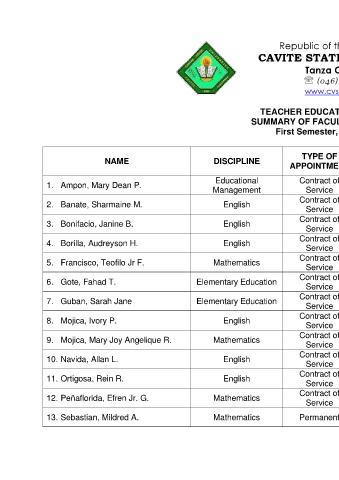 Republic of th
CAVITE STATE
Tanza C
☏ (046)
www.cvs
TEACHER EDUCAT
SUMMARY OF FACUL
First Semester,
NAME DISCIPLINE TYPE OF APPOINTME
1. Ampon, Mary Dean P. Educational Management Contract of Service
2. Banate, Sharmaine M. English Contract of Service
3. Bonifacio, Janine B. English Contract of Service
4. Borilla, Audreyson H. English Contract of Service
5. Francisco, Teofilo Jr F. Mathematics Contract of Service
6. Gote, Fahad T. Elementary Education Contract of Service
7. Guban, Sarah Jane Elementary Education Contract of Service
8. Mojica, Ivory P. English Contract of Service
9. Mojica, Mary Joy Angelique R. Mathematics Contract of Service
10. Navida, Allan L. English Contract of Service
11. Ortigosa, Rein R. English Contract of Service
12. Peñaflorida, Efren Jr. G. Mathematics Contract of Service
13. Sebastian, Mildred A. Mathematics Permanent